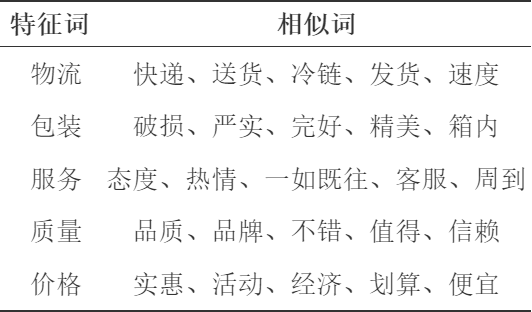 特征词 相似词
物流 快递、送货、冷链、发货、速度
包装 破损、严实、完好、精美、箱内
服务 态度、热情、一如既往、客服、周到
质量 品质、品牌、不错、值得、信赖
价格 实惠、活动、经济、划算、便宜